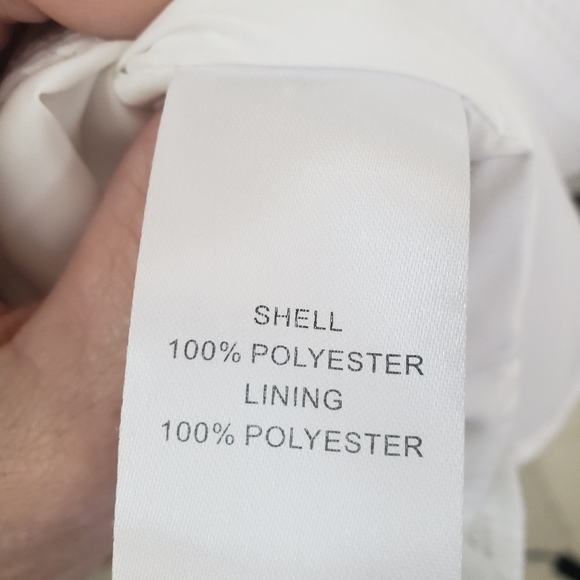 SHELL
100% POLYESTER
LINING
100% POLYESTER